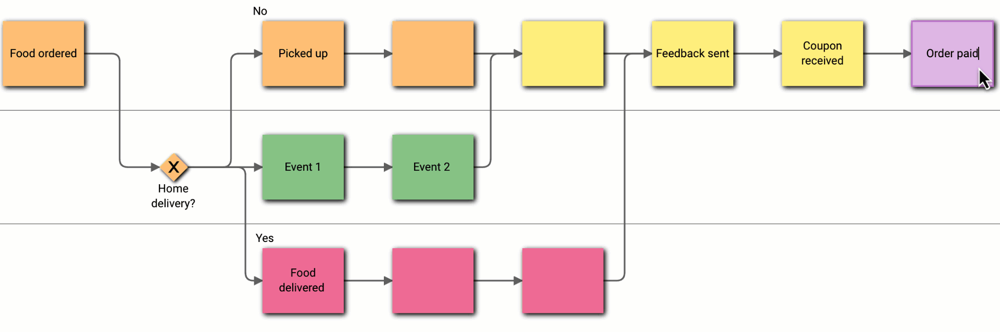 No
Food ordered
Picked up
Feedback sent
Coupon
received
Order paid
X
Home
delivery?
Event 1
Event 2
Yes
Food
delivered